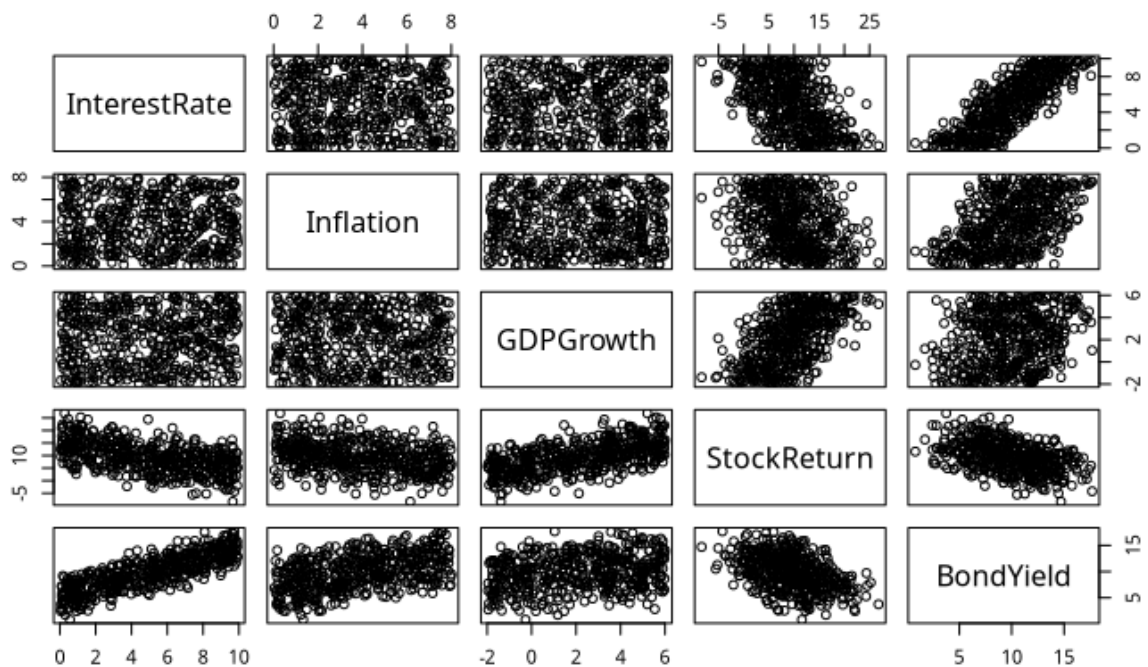 0 2 4 6 8
-5 5 15 25
InterestRate
0 4 8
0 4 8
Inflation
GDPGrowth
-2 2 6
-5 10
StockReturn
BondYield
5 15
0 2 4 6 8 10
-2 0 2 4 6
5 10 15